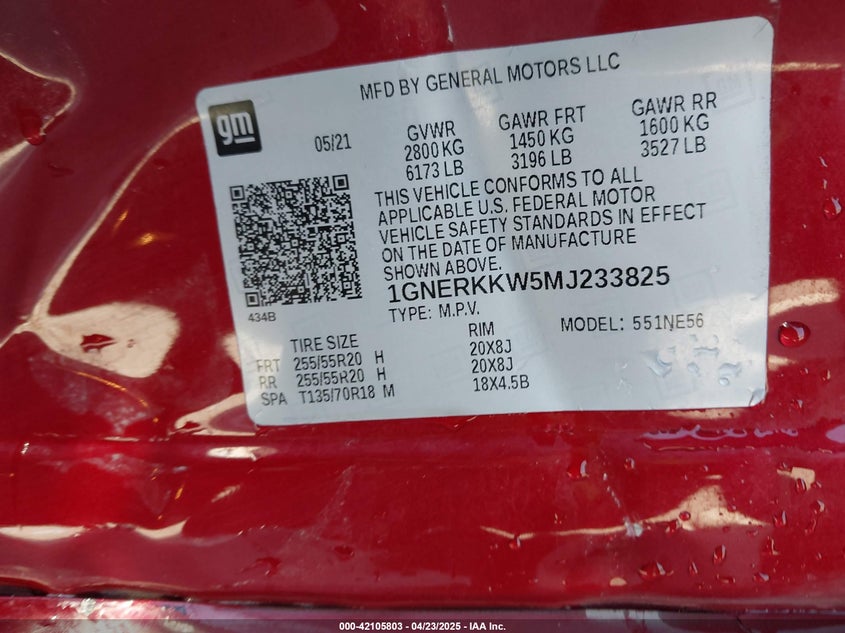 MFD BY GENERAL MOTORS LLC
gm
05/21
GVWR
2800 KG
6173 LB
GAWR FRT
1450 KG
3196 LB
GAWR RR
1600 KG
3527 LB
THIS VEHICLE CONFORMS TO ALL
APPLICABLE U.S. FEDERAL MOTOR
VEHICLE SAFETY STANDARDS IN EFFECT
ON THE DATE OF MANUFACTURE
SHOWN ABOVE.
1GNERKKW5MJ233825
434B
TYPE: M.P.V.
MODEL: 551NE56
TIRE SIZE RIM
FRT 255/55R20 H 20X8J
RR 255/55R20 H 20X8J
SPA T135/70R18 M 18X4.5B
000-42105803 - 04/23/2025 - IAA Inc.